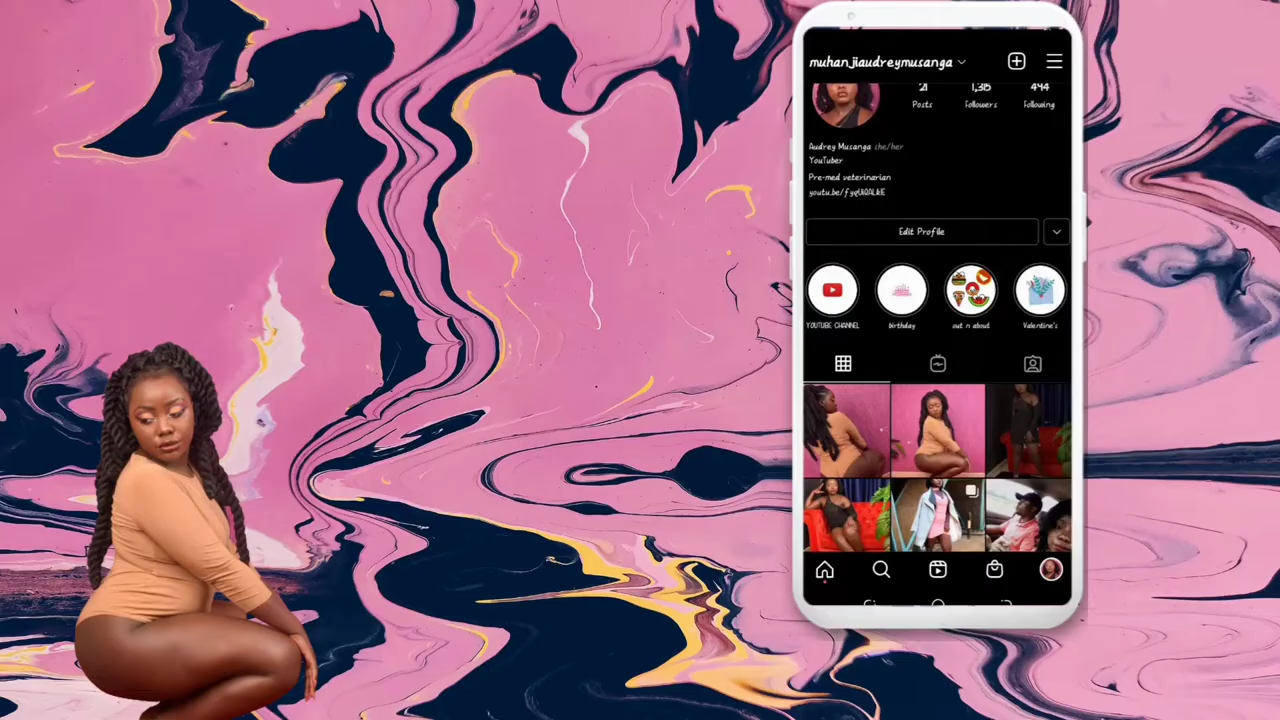 muhanjiaudreymusanga
21 1,315 444
Posts Followers Following
Audrey Musanga she/her
YouTuber
Pre-med veterinarian
Edit Profile
YOUTUBE CHANNEL birthday out n about Valentine's